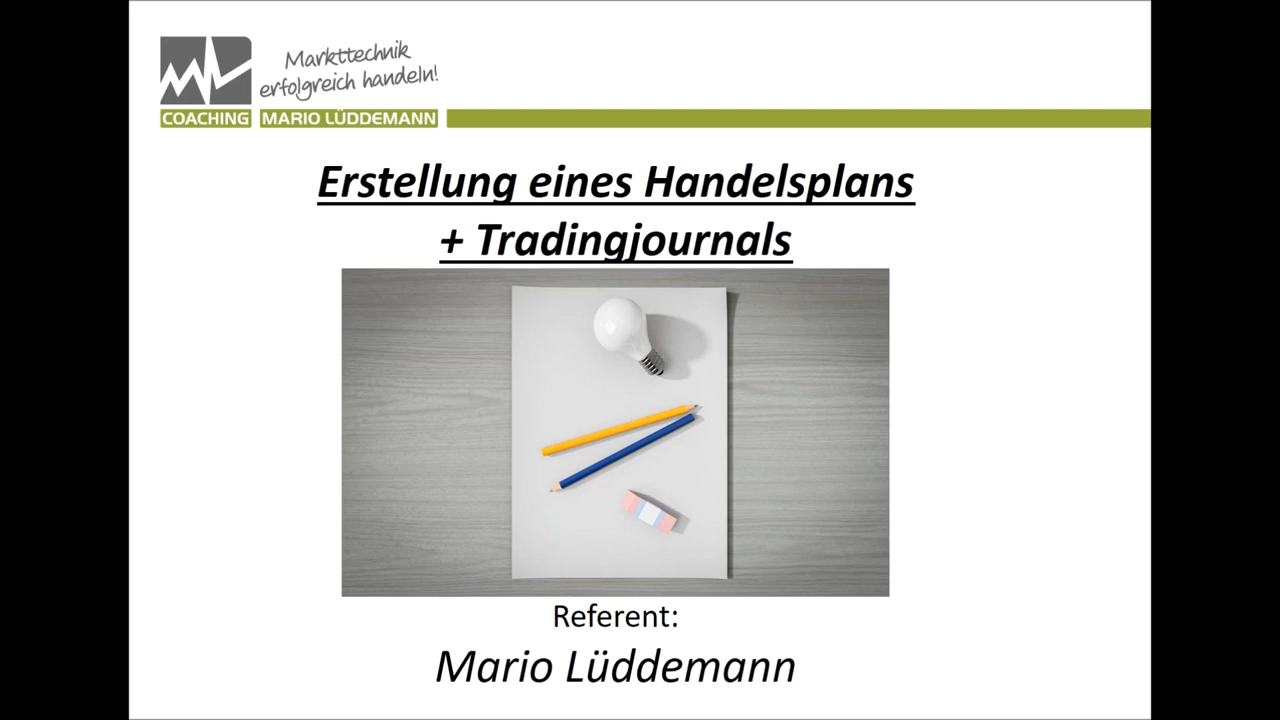 Markttechnik
erfolgreich handeln!
COACHING MARIO LÜDDEMANN
Erstellung eines Handelsplans
+ Tradingjournals
Referent:
Mario Lüddemann